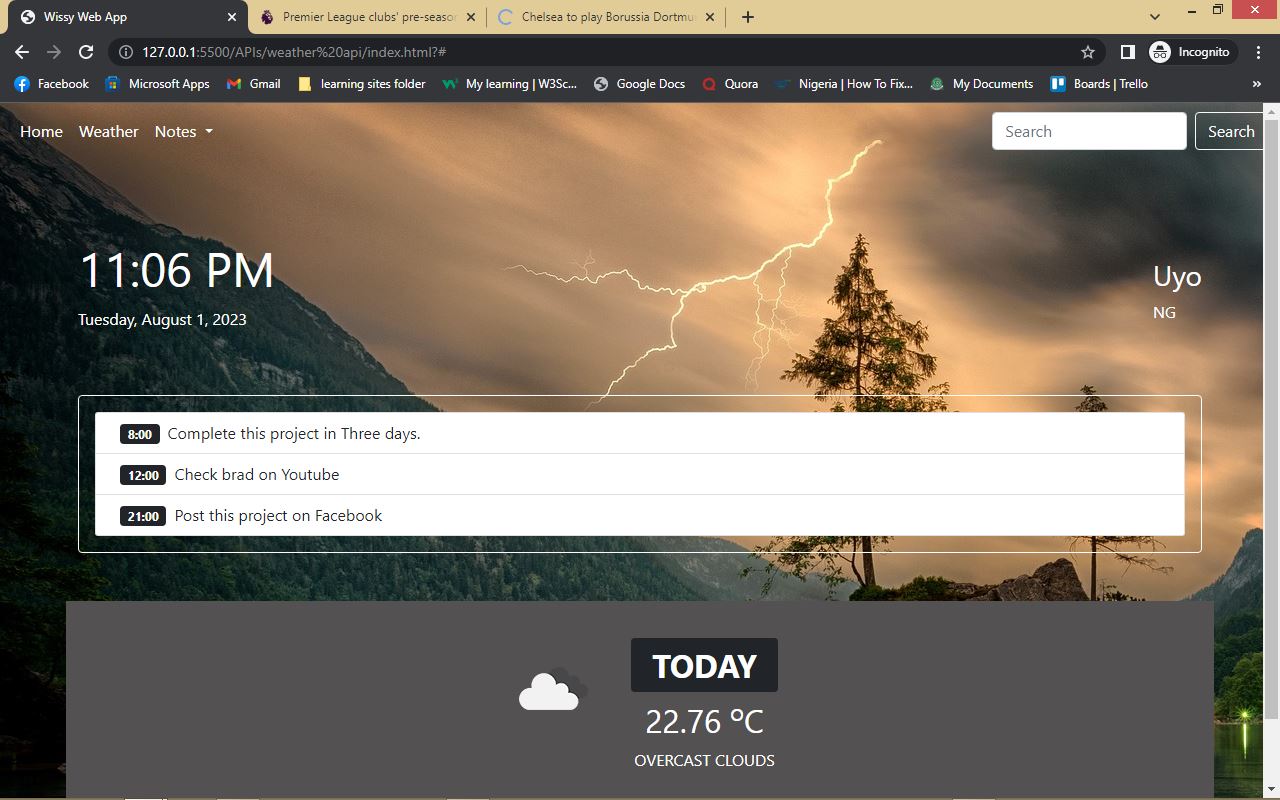 Wissy Web App
Premier League clubs' pre-seasor
Chelsea to play Borussia Dortmu
127.0.0.1:5500/APIs/weather%20api/index.html?#
Incognito
Facebook Microsoft Apps Gmail learning sites folder My learning | W3Sc... Google Docs Quora Nigeria | How To Fix... My Documents Boards | Trello »
Home Weather Notes Search Search
11:06 PM
Uyo
Tuesday, August 1, 2023
NG
8:00 Complete this project in Three days.
12:00 Check brad on Youtube
21:00 Post this project on Facebook
TODAY
22.76 ºC
OVERCAST CLOUDS